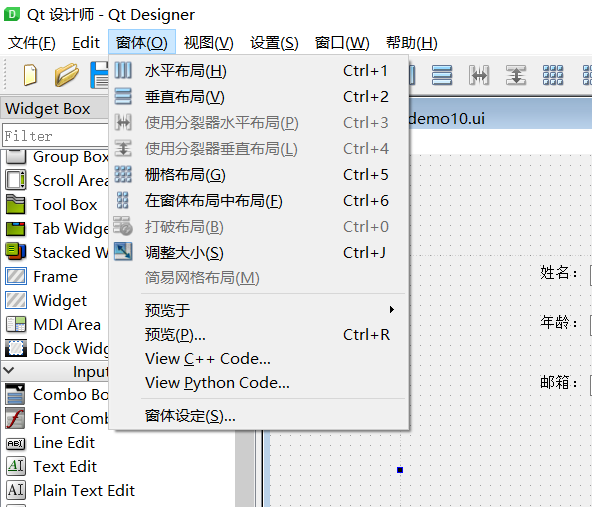 Qt 设计师 - Qt Designer
文件(F) Edit 窗体(O) 视图(V) 设置(S) 窗口(W) 帮助(H)
Widget Box
Filter
Group Box
Scroll Area
Tool Box
Tab Widge
Stacked W
Frame
Widget
MDI Area
Dock Widg
Input
Combo Bo
Font Comb
Line Edit
Text Edit
Plain Text Edit
水平布局(H) Ctrl+1
垂直布局(V) Ctrl+2
使用分裂器水平布局(P) Ctrl+3
使用分裂器垂直布局(L) Ctrl+4
栅格布局(G) Ctrl+5
在窗体布局中布局(F) Ctrl+6
打破布局(B) Ctrl+0
调整大小(S) Ctrl+J
简易网格布局(M)
预览于
预览(P)... Ctrl+R
View C++ Code...
View Python Code...
窗体设定(S)...
demo10.ui
姓名：
年龄：
邮箱：